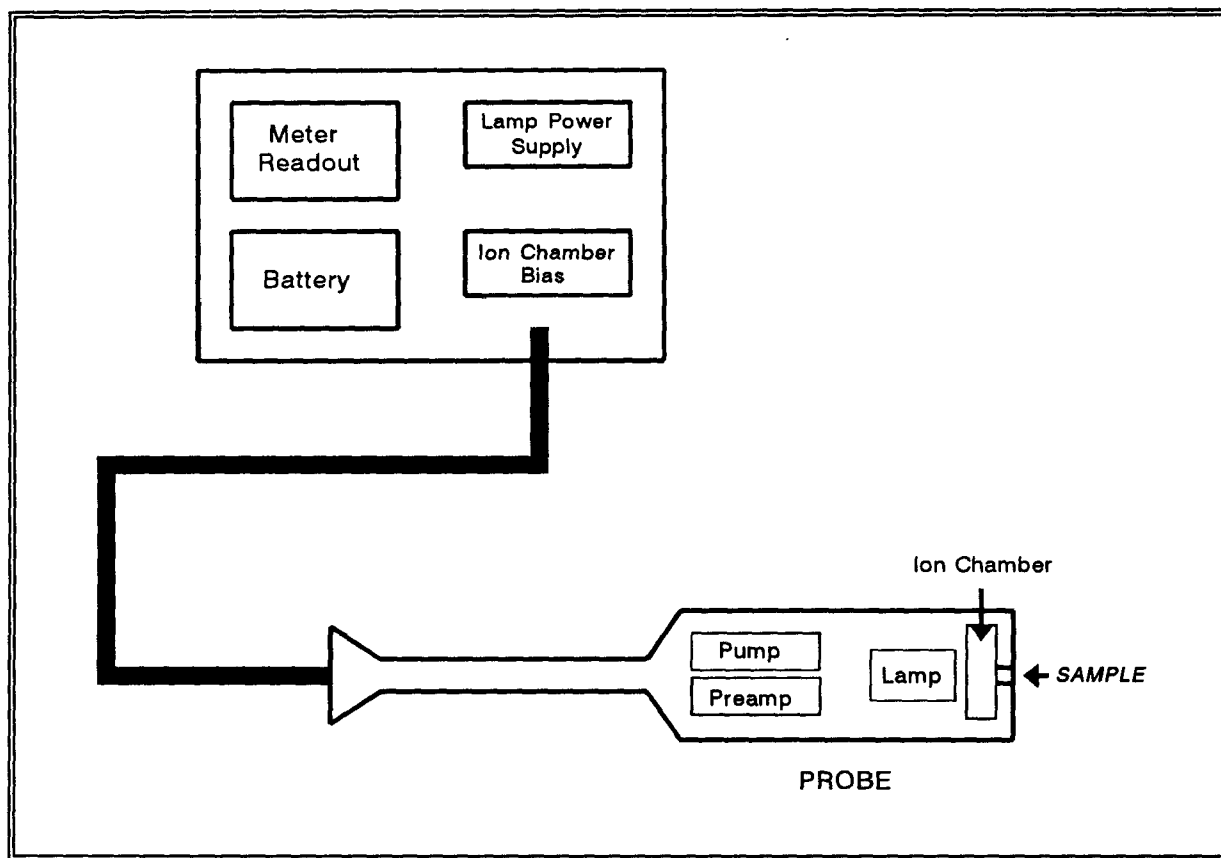 Meter
Readout
Lamp Power
Supply
Battery
Ion Chamber
Bias
Ion Chamber
Pump
Preamp
Lamp
SAMPLE
PROBE